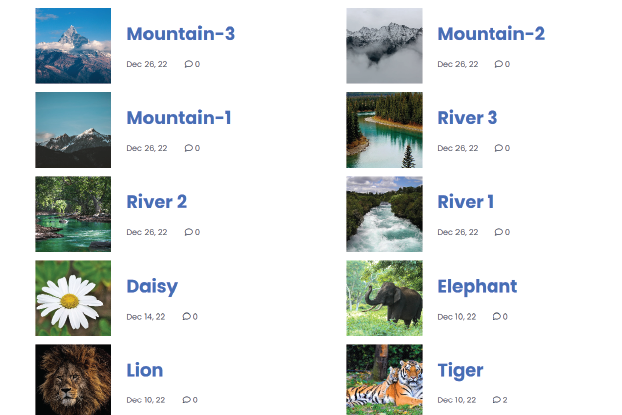 Mountain-3
Dec 26, 22 0
Mountain-2
Dec 26, 22 0
Mountain-1
Dec 26, 22 0
River 3
Dec 26, 22 0
River 2
Dec 26, 22 0
River 1
Dec 26, 22 0
Daisy
Dec 14, 22 0
Elephant
Dec 10, 22 0
Lion
Dec 10, 22 0
Tiger
Dec 10, 22 2